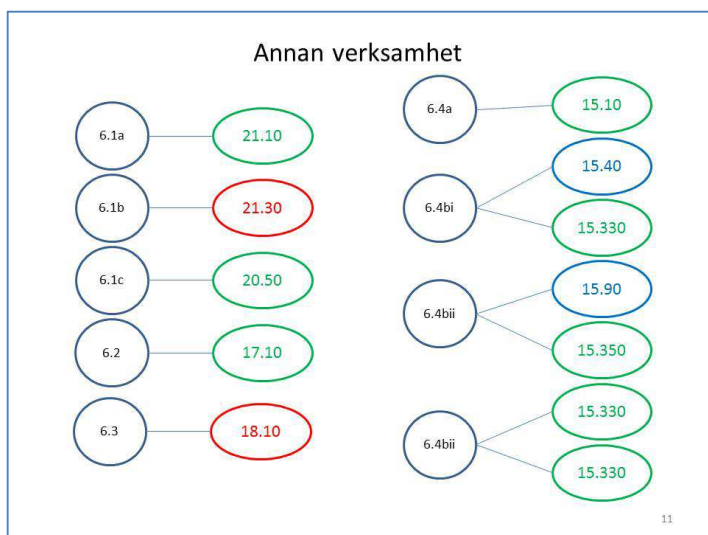 Annan verksamhet
6.1a
21.10
6.1b
21.30
6.1c
20.50
6.2
17.10
6.3
18.10
6.4a
15.10
6.4bi
15.40
15.330
6.4bii
15.90
15.350
6.4bii
15.330
15.330
11